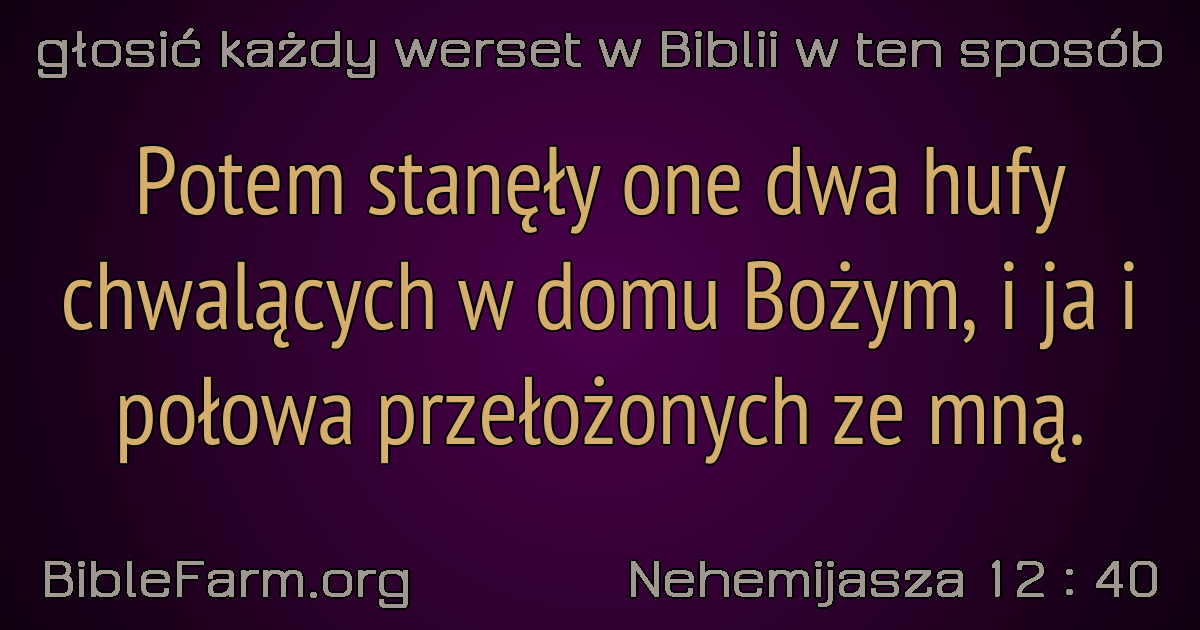 głosić każdy werset w Biblii w ten sposób
Potem stanęły one dwa hufy
chwalących w domu Bożym, i ja i
połowa przełożonych ze mną.
BibleFarm.org
Nehemijasza 12 : 40